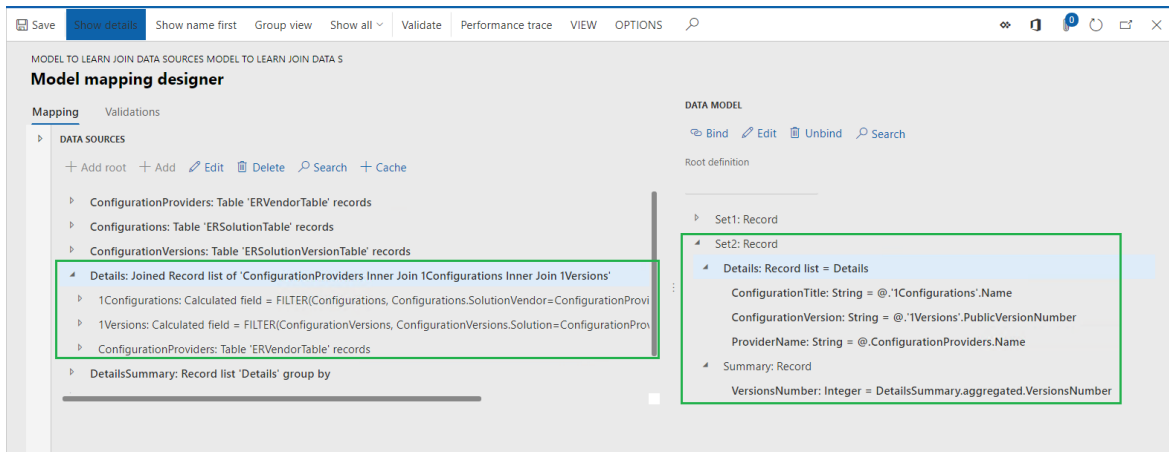 Save Show details Show name first Group view Show all Validate Performance trace VIEW OPTIONS 0
MODEL TO LEARN JOIN DATA SOURCES MODEL TO LEARN JOIN DATA S
Model mapping designer
Mapping Validations
DATA SOURCES
Add root Add Edit Delete Search Cache
ConfigurationProviders: Table 'ERVendorTable' records
Configurations: Table 'ERSolutionTable' records
ConfigurationVersions: Table 'ERSolutionVersionTable' records
Details: Joined Record list of 'ConfigurationProviders Inner Join 1Configurations Inner Join 1Versions'
1Configurations: Calculated field = FILTER(Configurations, Configurations.SolutionVendor=ConfigurationProvi
1Versions: Calculated field = FILTER(ConfigurationVersions, ConfigurationVersions.Solution=ConfigurationProv
ConfigurationProviders: Table 'ERVendorTable' records
DetailsSummary: Record list 'Details' group by
DATA MODEL
Bind Edit Unbind Search
Root definition
Set1: Record
Set2: Record
Details: Record list = Details
ConfigurationTitle: String = @.'1Configurations'.Name
ConfigurationVersion: String = @.'1Versions'.PublicVersionNumber
ProviderName: String = @.ConfigurationProviders.Name
Summary: Record
VersionsNumber: Integer = DetailsSummary.aggregated.VersionsNumber